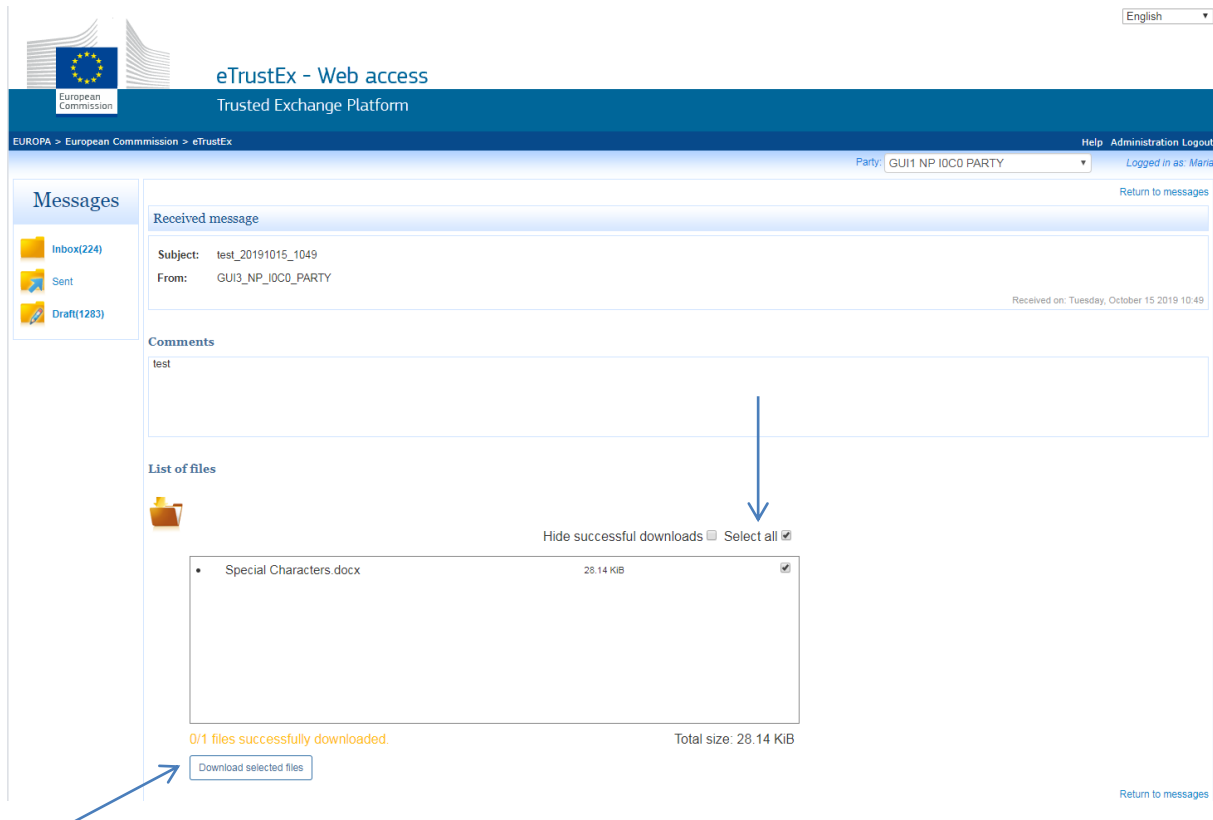 English
eTrustEx - Web access
European
Commission
Trusted Exchange Platform
EUROPA > European Commmission > eTrustEx
Help Administration Logout
Party: GUI1 NP I0C0 PARTY
Logged in as: Maria
Messages
Return to messages
Received message
Inbox(224)
Sent
Draft(1283)
Subject: test_20191015_1049
From: GUI3_NP_I0C0_PARTY
Received on: Tuesday, October 15 2019 10:49
Comments
test
List of files
Hide successful downloads Select all
• Special Characters.docx 28.14 KiB
0/1 files successfully downloaded. Total size: 28.14 KiB
Download selected files
Return to messages